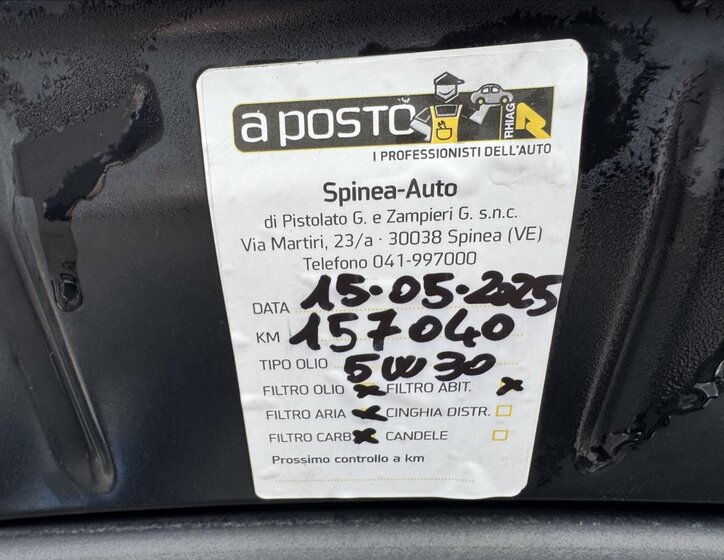 a posto
RHIAG
I PROFESSIONISTI DELL'AUTO
Spinea-Auto
di Pistolato G. e Zampieri G. s.n.c.
Via Martiri, 23/a · 30038 Spinea (VE)
Telefono 041-997000
DATA 15-05-2025
KM 157040
TIPO OLIO 5W30
FILTRO OLIO x FILTRO ABIT. x
FILTRO ARIA x CINGHIA DISTR. □
FILTRO CARB x CANDELE □
Prossimo controllo a km